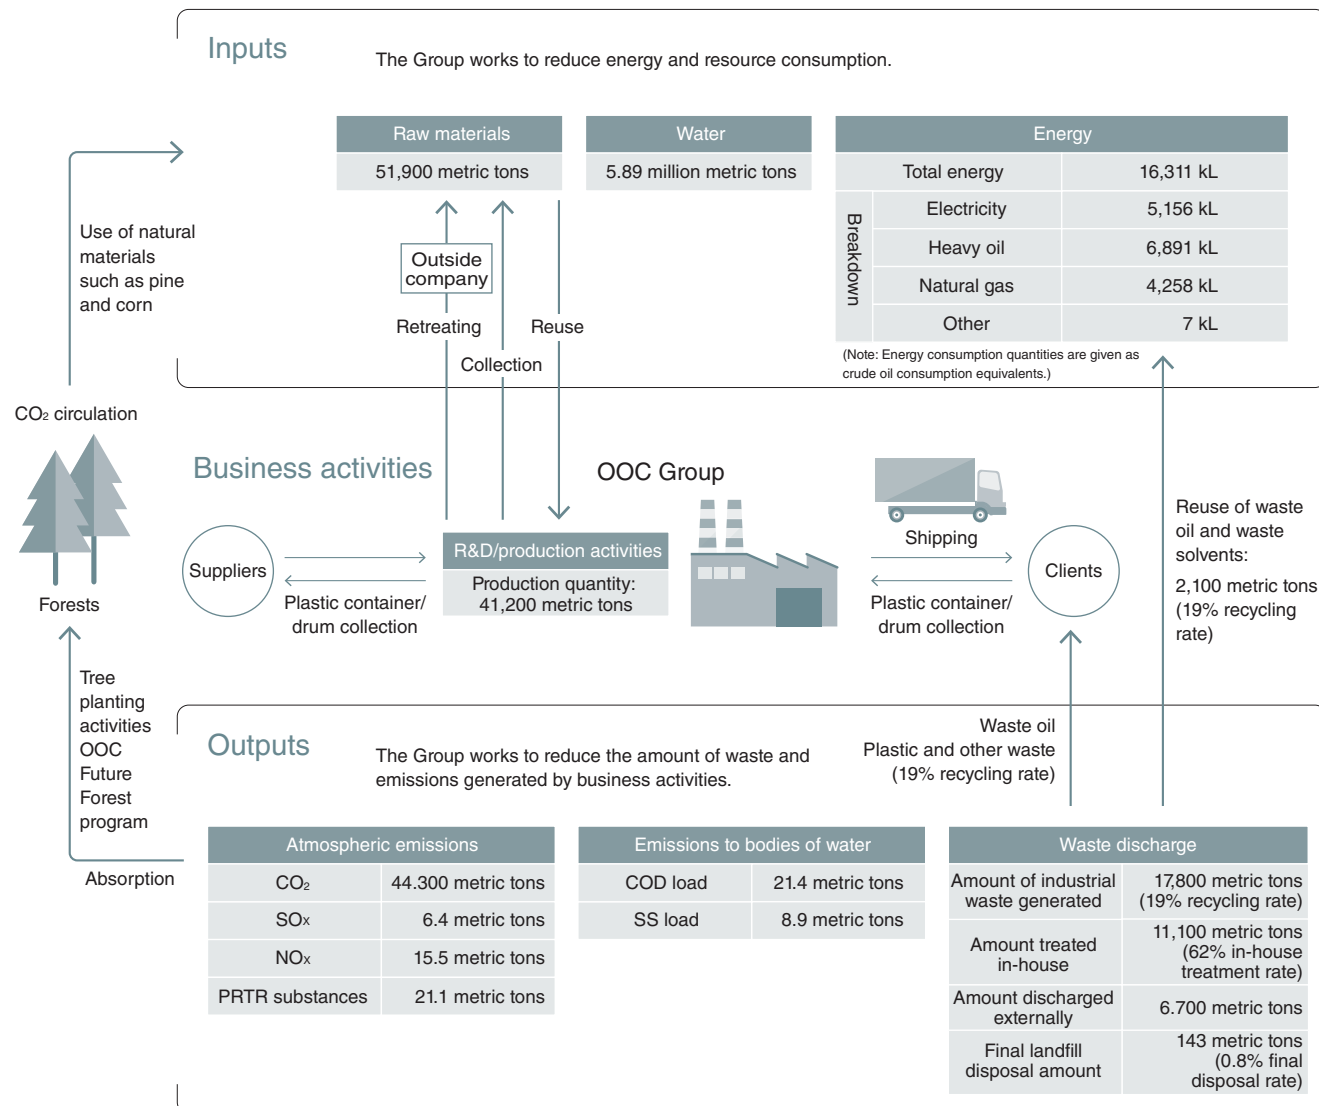 Inputs
The Group works to reduce energy and resource consumption.
Raw materials
51,900 metric tons
Water
5.89 million metric tons
Energy
Total energy
16,311 kL
Breakdown
Electricity
5,156 kL
Heavy oil
6,891 kL
Natural gas
4,258 kL
Other
7 kL
(Note: Energy consumption quantities are given as
crude oil consumption equivalents.)
Use of natural
materials
such as pine
and corn
Outside
company
Retreating
Collection
Reuse
CO₂ circulation
Forests
Business activities
OOC Group
Suppliers
Plastic container/
drum collection
R&D/production activities
Production quantity:
41,200 metric tons
Shipping
Plastic container/
drum collection
Clients
Reuse of waste
oil and waste
solvents:
2,100 metric tons
(19% recycling
rate)
Tree
planting
activities
OOC
Future
Forest
program
Absorption
Outputs
The Group works to reduce the amount of waste and
emissions generated by business activities.
Waste oil
Plastic and other waste
(19% recycling rate)
Atmospheric emissions
CO₂
44.300 metric tons
SOx
6.4 metric tons
NOx
15.5 metric tons
PRTR substances
21.1 metric tons
Emissions to bodies of water
COD load
21.4 metric tons
SS load
8.9 metric tons
Waste discharge
Amount of industrial
waste generated
17,800 metric tons
(19% recycling rate)
Amount treated
in-house
11,100 metric tons
(62% in-house
treatment rate)
Amount discharged
externally
6.700 metric tons
Final landfill
disposal amount
143 metric tons
(0.8% final
disposal rate)